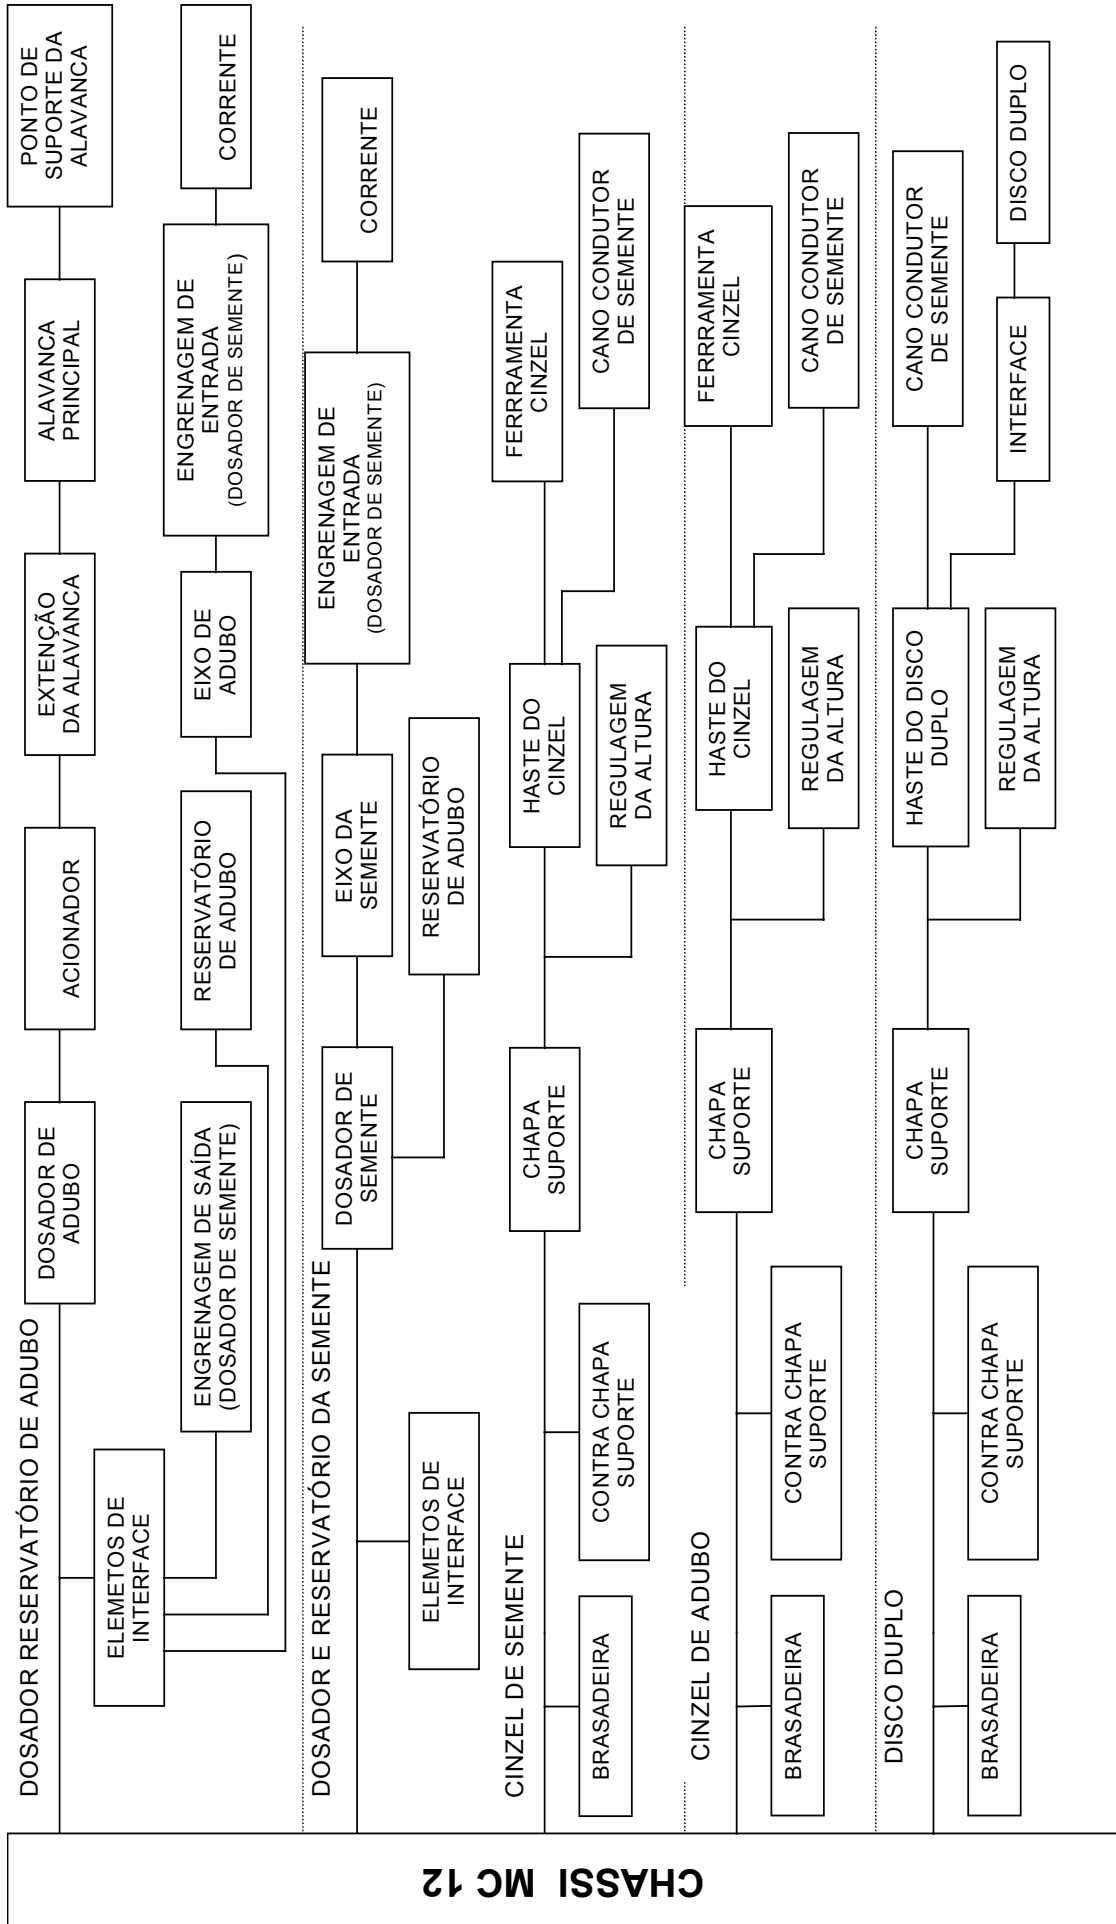 CHASSI MC 12
DOSADOR RESERVATÓRIO DE ADUBO
DOSADOR DE
ADUBO
ACIONADOR
EXTENÇÃO
DA ALAVANCA
ALAVANCA
PRINCIPAL
PONTO DE
SUPORTE DA
ALAVANCA
ELEMETOS DE
INTERFACE
ENGRENAGEM DE SAÍDA
(DOSADOR DE SEMENTE)
RESERVATÓRIO
DE ADUBO
EIXO DE
ADUBO
ENGRENAGEM DE
ENTRADA
(DOSADOR DE SEMENTE)
CORRENTE
DOSADOR E RESERVATÓRIO DA SEMENTE
DOSADOR DE
SEMENTE
EIXO DA
SEMENTE
ENGRENAGEM DE
ENTRADA
(DOSADOR DE SEMENTE)
CORRENTE
ELEMETOS DE
INTERFACE
RESERVATÓRIO
DE ADUBO
CINZEL DE SEMENTE
CHAPA
SUPORTE
HASTE DO
CINZEL
FERRRAMENTA
CINZEL
BRASADEIRA
CONTRA CHAPA
SUPORTE
REGULAGEM
DA ALTURA
CANO CONDUTOR
DE SEMENTE
CINZEL DE ADUBO
CHAPA
SUPORTE
HASTE DO
CINZEL
FERRRAMENTA
CINZEL
BRASADEIRA
CONTRA CHAPA
SUPORTE
REGULAGEM
DA ALTURA
CANO CONDUTOR
DE SEMENTE
DISCO DUPLO
CHAPA
SUPORTE
HASTE DO DISCO
DUPLO
CANO CONDUTOR
DE SEMENTE
BRASADEIRA
CONTRA CHAPA
SUPORTE
REGULAGEM
DA ALTURA
INTERFACE
DISCO DUPLO